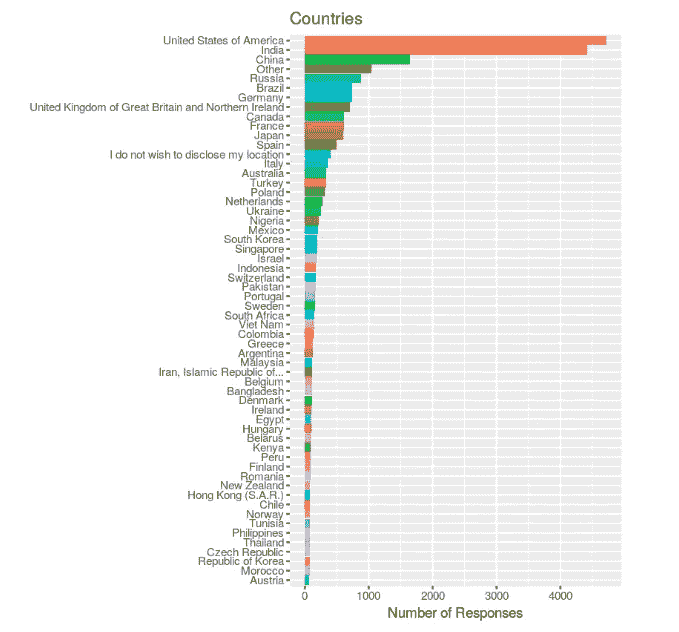 Countries
United States of America
India
China
Other
Russia
Brazil
Germany
United Kingdom of Great Britain and Northern Ireland
Canada
France
Japan
Spain
I do not wish to disclose my location
Italy
Australia
Turkey
Poland
Netherlands
Ukraine
Nigeria
Mexico
South Korea
Singapore
Israel
Indonesia
Switzerland
Pakistan
Portugal
Sweden
South Africa
Viet Nam
Colombia
Greece
Argentina
Malaysia
Iran, Islamic Republic of...
Belgium
Bangladesh
Denmark
Ireland
Egypt
Hungary
Belarus
Kenya
Peru
Finland
Romania
New Zealand
Hong Kong (S.A.R.)
Chile
Norway
Tunisia
Philippines
Thailand
Czech Republic
Republic of Korea
Morocco
Austria
0 1000 2000 3000 4000
Number of Responses